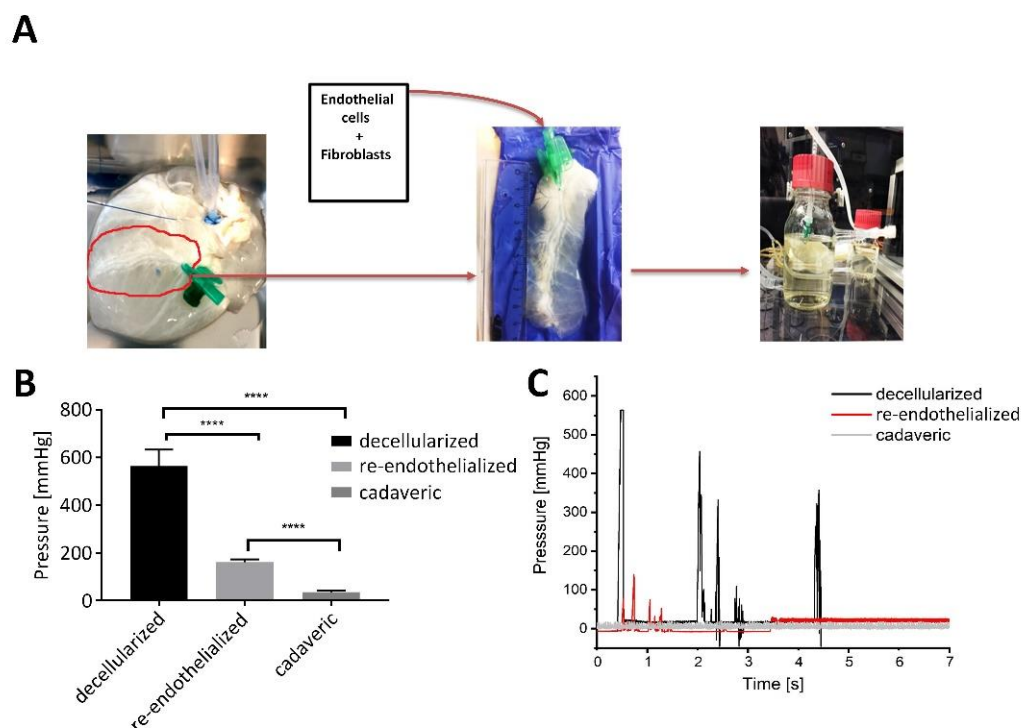 A
Endothelial
cells
+
Fibroblasts
B
****
****
****
decellularized
re-endothelialized
cadaveric
Pressure [mmHg]
800
600
400
200
0
decellularized
re-endothelialized
cadaveric
C
decellularized
re-endothelialized
cadaveric
Presssure [mmHg]
600
500
400
300
200
100
0
0 1 2 3 4 5 6 7
Time [s]